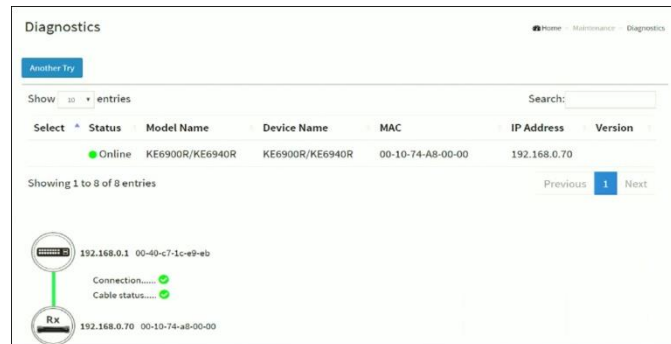 Diagnostics
Home - Maintenance - Diagnostics
Another Try
Show 10 entries
Search:
Select Status Model Name Device Name MAC IP Address Version
Online KE6900R/KE6940R KE6900R/KE6940R 00-10-74-A8-00-00 192.168.0.70
Showing 1 to 8 of 8 entries
Previous 1 Next
192.168.0.1 00-40-c7-1c-e9-eb
Connection......
Cable status.....
Rx
192.168.0.70 00-10-74-a8-00-00